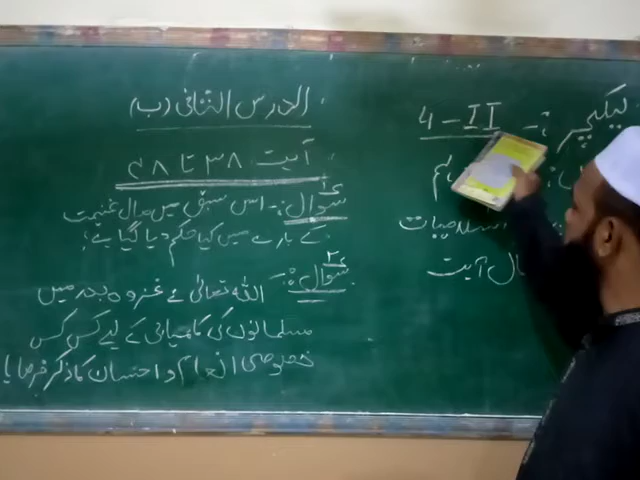 لیکچر :- 4 - II
اسلامیات
آیت
الدرس الثانی (ب)
آیت ۳۸ تا ۴۸
سوال ۱:- اس سبق میں مال غنیمت
کے بارے میں کیا حکم دیا گیا ہے؟
سوال ۲:- اللہ تعالیٰ نے غزوہ بدر میں
مسلمانوں کی کامیابی کے لیے کس کس
خصوصی انعام و احسان کا ذکر فرمایا